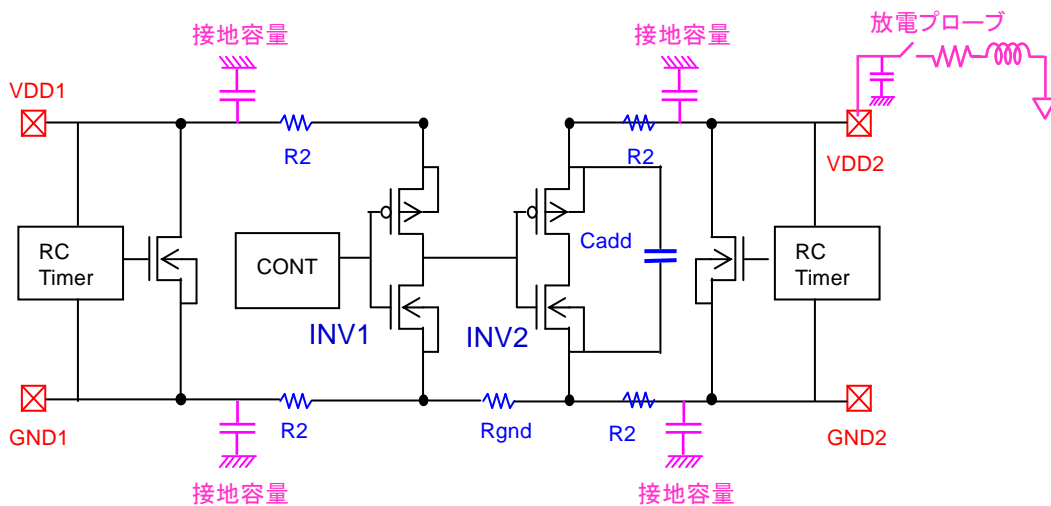 放電プローブ
接地容量
接地容量
VDD1
R2
R2
VDD2
RC
Timer
CONT
Cadd
RC
Timer
INV1
INV2
GND1
R2
Rgnd
R2
GND2
接地容量
接地容量